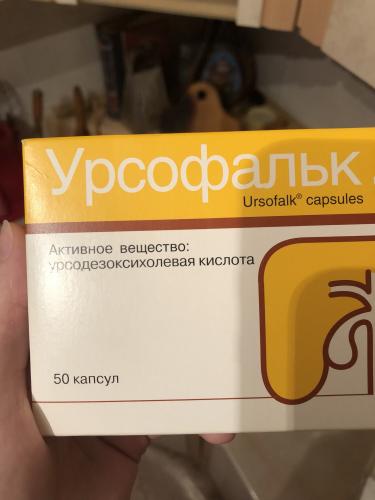 Урсофальк
Ursofalk® capsules
Активное вещество:
урсодезоксихолевая кислота
50 капсул